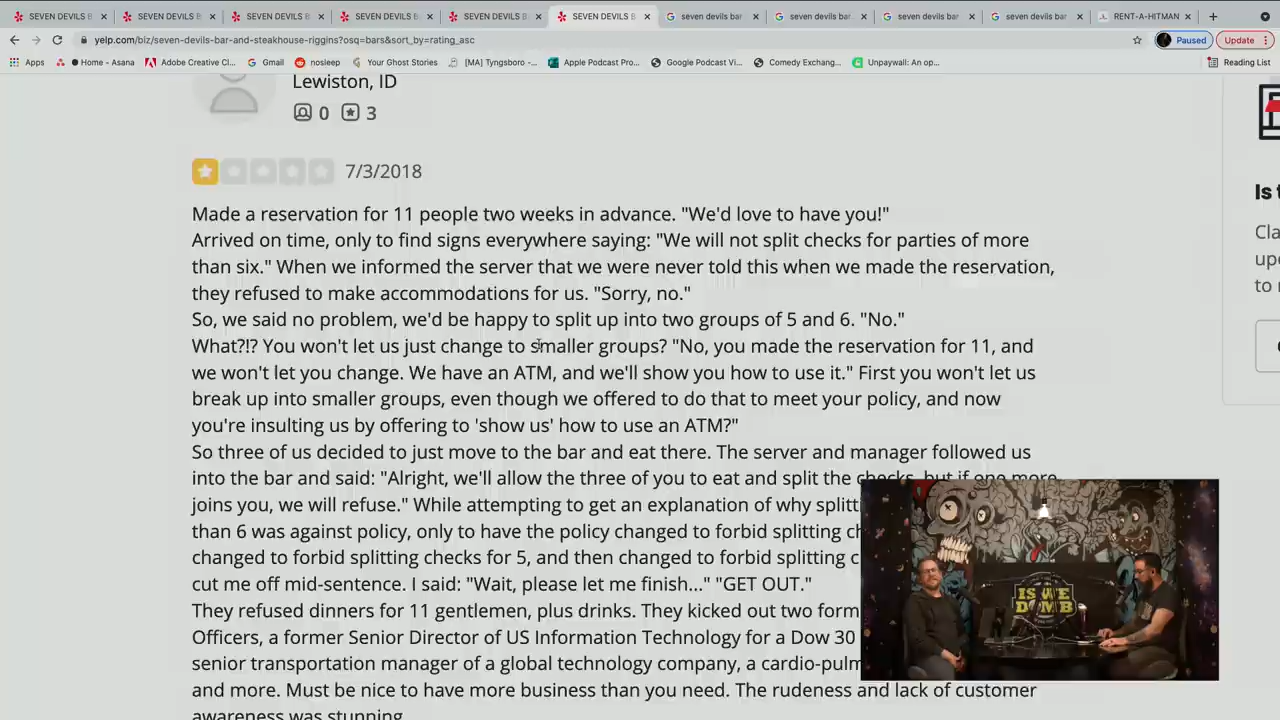 SEVEN DEVILS B
SEVEN DEVILS B
SEVEN DEVILS B
SEVEN DEVILS B
SEVEN DEVILS B
SEVEN DEVILS B
seven devils bar
seven devils bar
seven devils bar
seven devils bar
RENT-A-HITMAN
yelp.com/biz/seven-devils-bar-and-steakhouse-riggins?osq=bars&sort_by=rating_asc
Paused
Update
Apps
Home - Asana
Adobe Creative Cl...
Gmail
nosleep
Your Ghost Stories
[MA] Tyngsboro -...
Apple Podcast Pro...
Google Podcast Vi...
Comedy Exchang...
Unpaywall: An op...
Reading List
Lewiston, ID
0
3
7/3/2018
Made a reservation for 11 people two weeks in advance. "We'd love to have you!"
Arrived on time, only to find signs everywhere saying: "We will not split checks for parties of more
than six." When we informed the server that we were never told this when we made the reservation,
they refused to make accommodations for us. "Sorry, no."
So, we said no problem, we'd be happy to split up into two groups of 5 and 6. "No."
What?!? You won't let us just change to smaller groups? "No, you made the reservation for 11, and
we won't let you change. We have an ATM, and we'll show you how to use it." First you won't let us
break up into smaller groups, even though we offered to do that to meet your policy, and now
you're insulting us by offering to 'show us' how to use an ATM?"
So three of us decided to just move to the bar and eat there. The server and manager followed us
into the bar and said: "Alright, we'll allow the three of you to eat and split the checks, but if one more
joins you, we will refuse." While attempting to get an explanation of why splitti
than 6 was against policy, only to have the policy changed to forbid splitting ch
changed to forbid splitting checks for 5, and then changed to forbid splitting c
cut me off mid-sentence. I said: "Wait, please let me finish..." "GET OUT."
They refused dinners for 11 gentlemen, plus drinks. They kicked out two form
Officers, a former Senior Director of US Information Technology for a Dow 30
senior transportation manager of a global technology company, a cardio-pulm
and more. Must be nice to have more business than you need. The rudeness and lack of customer
awareness was stunning.
Is t
Cla
upd
to r
ISWE
DOMB